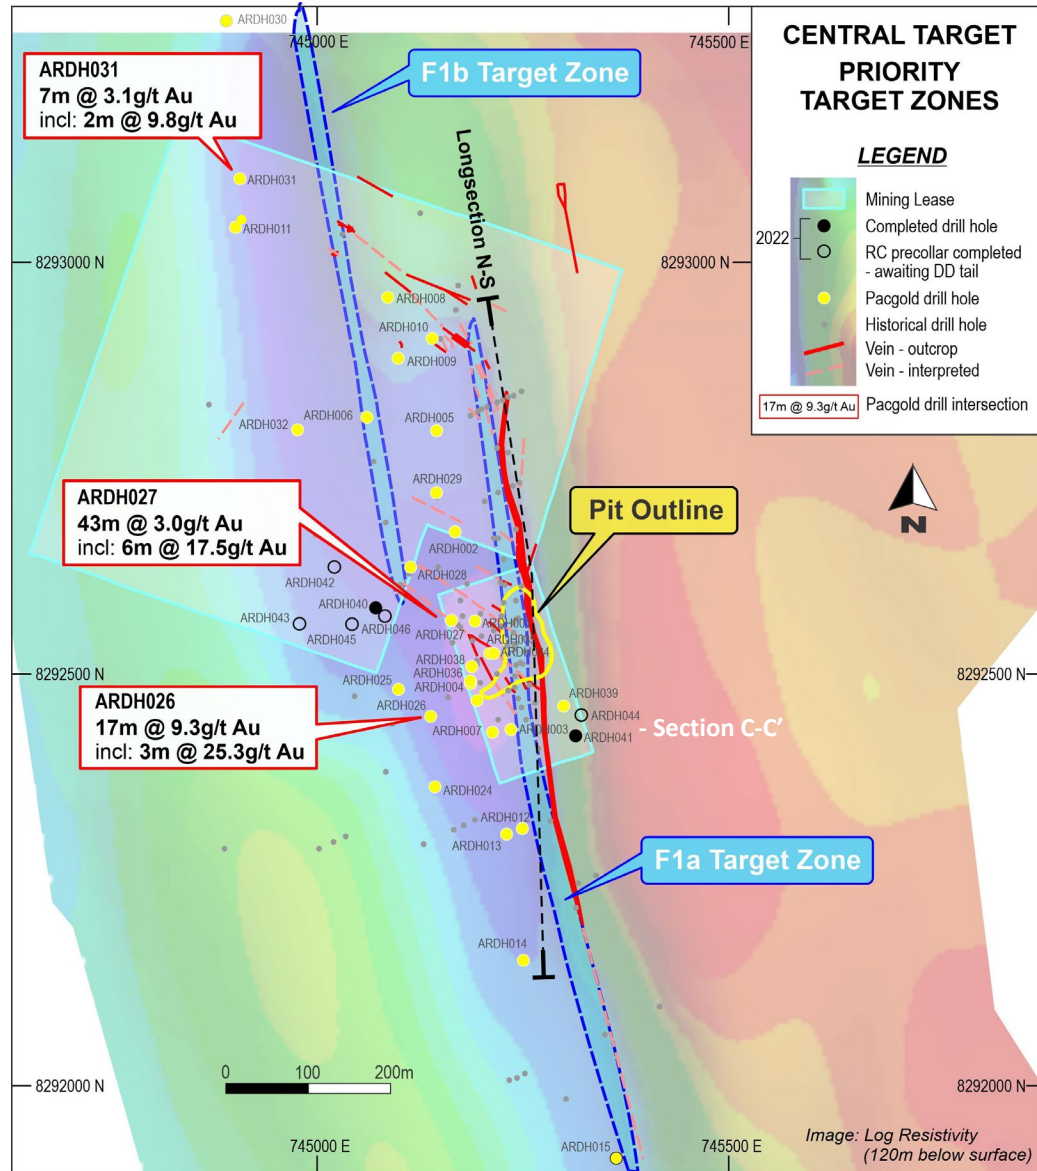 ARDH030
745000 E
745500 E
ARDH031
7m @ 3.1g/t Au
incl: 2m @ 9.8g/t Au
F1b Target Zone
CENTRAL TARGET
PRIORITY
TARGET ZONES
LEGEND
Mining Lease
2022
Completed drill hole
RC precollar completed
- awaiting DD tail
Pacgold drill hole
Historical drill hole
Vein - outcrop
Vein - interpreted
17m @ 9.3g/t Au
Pacgold drill intersection
Longsection N-S
ARDH031
ARDH011
8293000 N
8293000 N
ARDH008
ARDH010
ARDH009
ARDH006
ARDH032
ARDH005
ARDH029
N
ARDH027
43m @ 3.0g/t Au
incl: 6m @ 17.5g/t Au
Pit Outline
ARDH002
ARDH028
ARDH042
ARDH040
ARDH043
ARDH046
ARDH045
ARDH027
ARDH038
ARDH036
ARDH004
8292500 N
8292500 N
ARDH025
ARDH026
ARDH026
17m @ 9.3g/t Au
incl: 3m @ 25.3g/t Au
ARDH007
ARDH003
ARDH039
ARDH044
ARDH041
- Section C-C'
ARDH024
ARDH012
ARDH013
F1a Target Zone
ARDH014
0
100
200m
8292000 N
8292000 N
745000 E
745500 E
ARDH015
Image: Log Resistivity
(120m below surface)